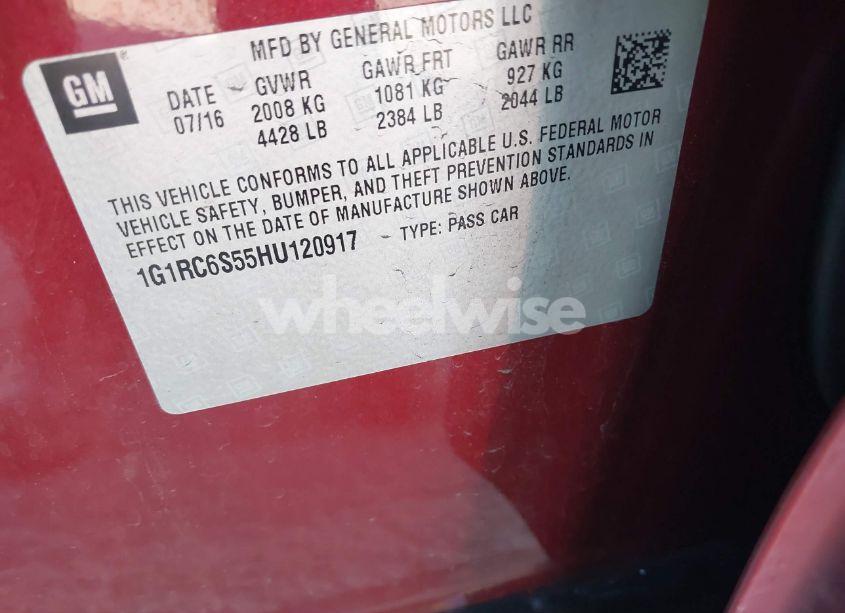 GM
MFD BY GENERAL MOTORS LLC
DATE GVWR GAWR FRT GAWR RR
07/16 2008 KG 1081 KG 927 KG
4428 LB 2384 LB 2044 LB
THIS VEHICLE CONFORMS TO ALL APPLICABLE U.S. FEDERAL MOTOR
VEHICLE SAFETY, BUMPER, AND THEFT PREVENTION STANDARDS IN
EFFECT ON THE DATE OF MANUFACTURE SHOWN ABOVE.
1G1RC6S55HU120917 TYPE: PASS CAR
wheelwise